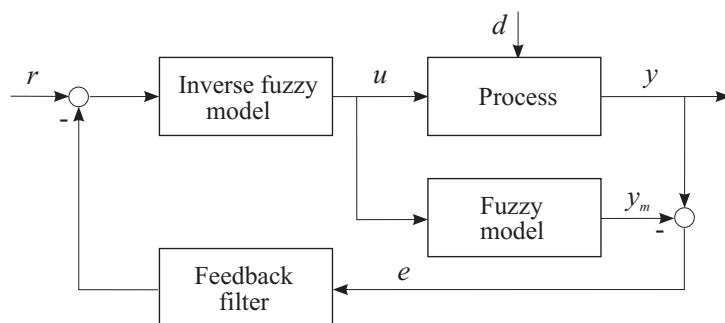 d
r
Inverse fuzzy
model
u
Process
y
-
Fuzzy
model
y_m
-
Feedback
filter
e